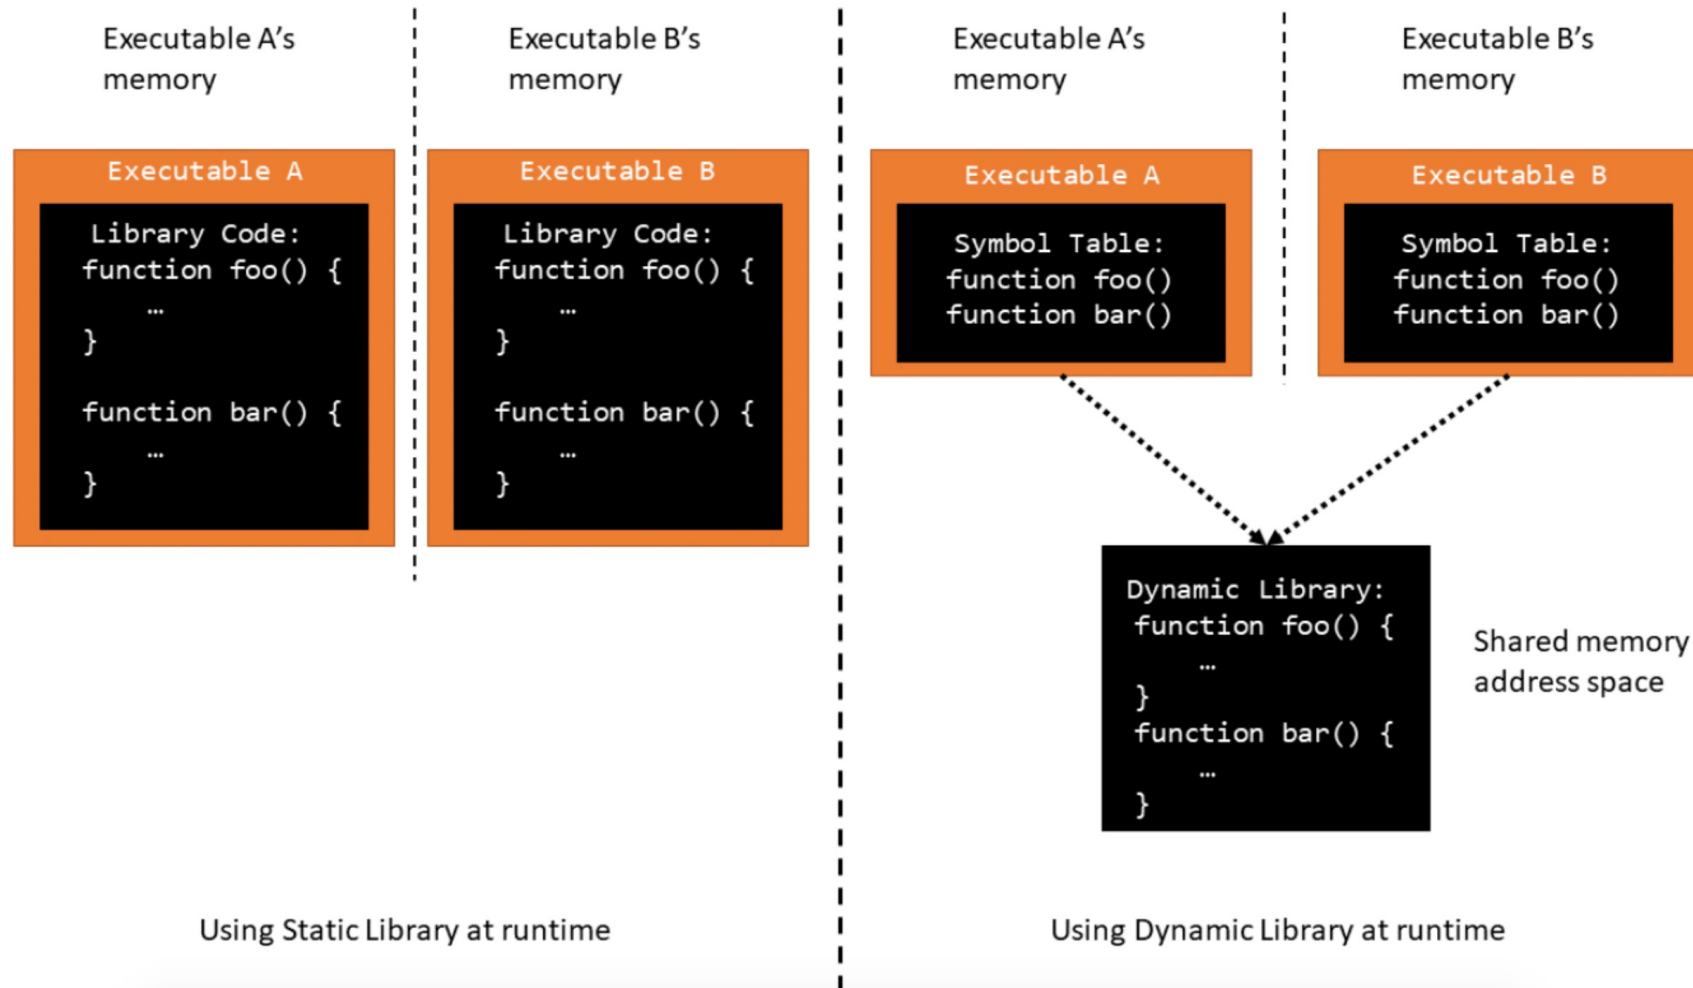 Executable A's
memory
Executable A
Library Code:
function foo() {
…
}
function bar() {
…
}
Executable B's
memory
Executable B
Library Code:
function foo() {
…
}
function bar() {
…
}
Using Static Library at runtime
Executable A's
memory
Executable A
Symbol Table:
function foo()
function bar()
Executable B's
memory
Executable B
Symbol Table:
function foo()
function bar()
Dynamic Library:
function foo() {
…
}
function bar() {
…
}
Shared memory
address space
Using Dynamic Library at runtime